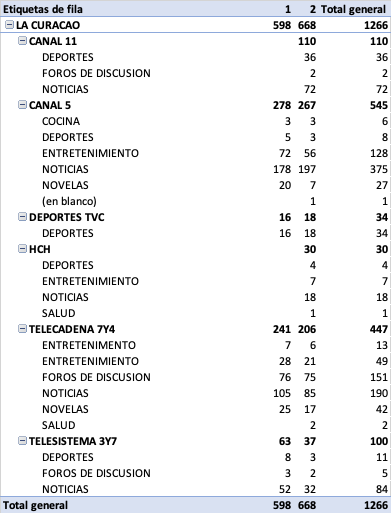 Etiquetas de fila 1 2 Total general
LA CURACAO 598 668 1266
CANAL 11 110 110
DEPORTES 36 36
FOROS DE DISCUSION 2 2
NOTICIAS 72 72
CANAL 5 278 267 545
COCINA 3 3 6
DEPORTES 5 3 8
ENTRETENIMIENTO 72 56 128
NOTICIAS 178 197 375
NOVELAS 20 7 27
(en blanco) 1 1
DEPORTES TVC 16 18 34
DEPORTES 16 18 34
HCH 30 30
DEPORTES 4 4
ENTRETENIMIENTO 7 7
NOTICIAS 18 18
SALUD 1 1
TELECADENA 7Y4 241 206 447
ENTRETENIMENTO 7 6 13
ENTRETENIMIENTO 28 21 49
FOROS DE DISCUSION 76 75 151
NOTICIAS 105 85 190
NOVELAS 25 17 42
SALUD 2 2
TELESISTEMA 3Y7 63 37 100
DEPORTES 8 3 11
FOROS DE DISCUSION 3 2 5
NOTICIAS 52 32 84
Total general 598 668 1266